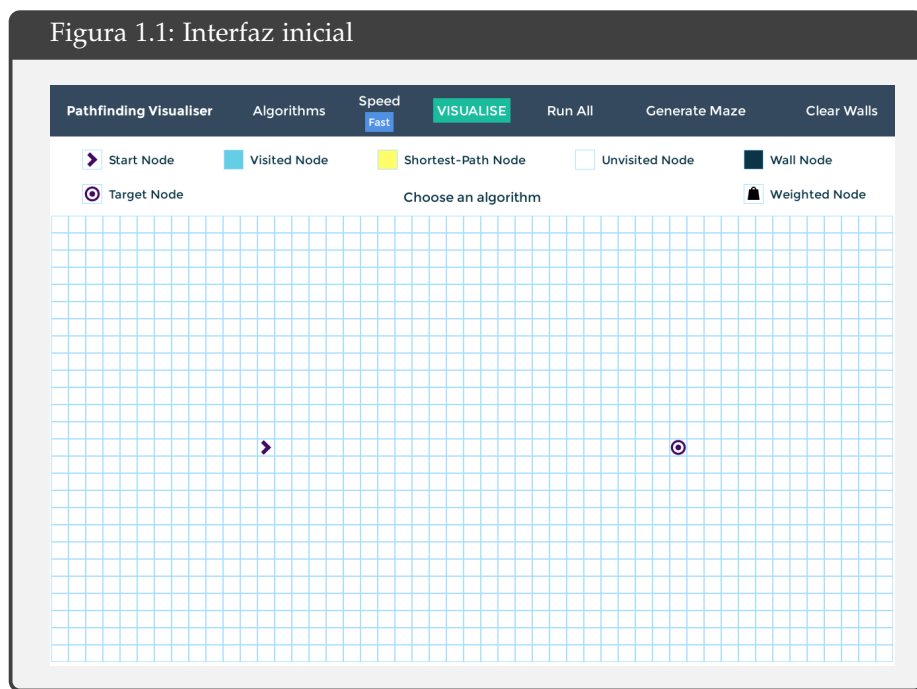 Figura 1.1: Interfaz inicial
Pathfinding Visualiser Algorithms Speed VISUALISE Run All Generate Maze Clear Walls
Fast
Start Node Visited Node Shortest-Path Node Unvisited Node Wall Node
Target Node Choose an algorithm Weighted Node